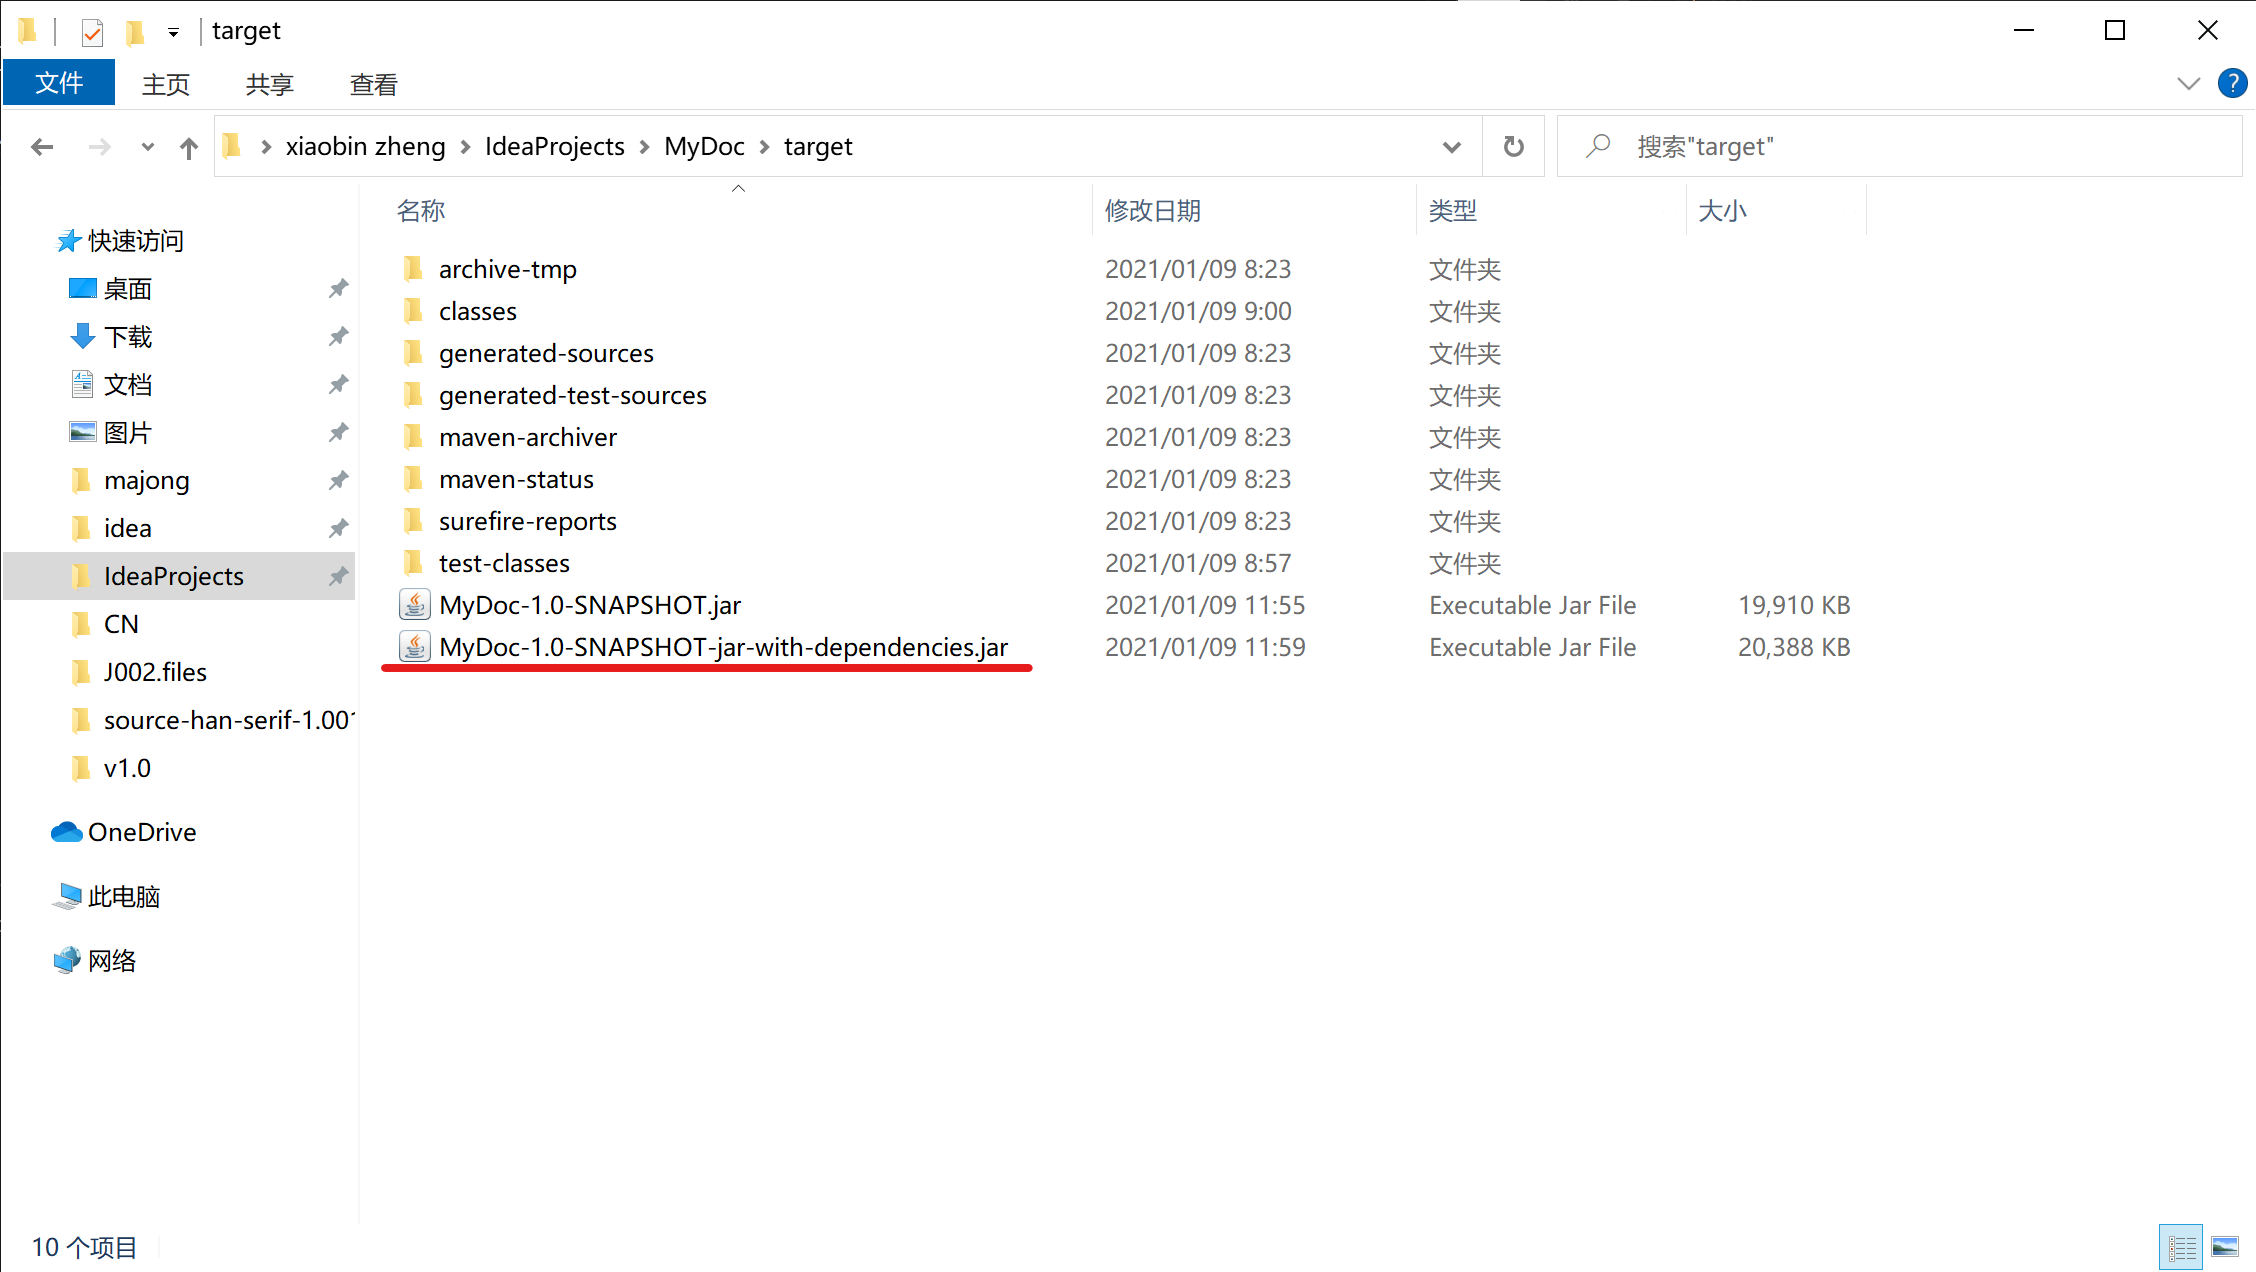 target
文件 主页 共享 查看
xiaobin zheng IdeaProjects MyDoc target
搜索"target"
名称 修改日期 类型 大小
快速访问
桌面
下载
文档
图片
majong
idea
IdeaProjects
CN
J002.files
source-han-serif-1.001
v1.0
OneDrive
此电脑
网络
archive-tmp 2021/01/09 8:23 文件夹
classes 2021/01/09 9:00 文件夹
generated-sources 2021/01/09 8:23 文件夹
generated-test-sources 2021/01/09 8:23 文件夹
maven-archiver 2021/01/09 8:23 文件夹
maven-status 2021/01/09 8:23 文件夹
surefire-reports 2021/01/09 8:23 文件夹
test-classes 2021/01/09 8:57 文件夹
MyDoc-1.0-SNAPSHOT.jar 2021/01/09 11:55 Executable Jar File 19,910 KB
MyDoc-1.0-SNAPSHOT-jar-with-dependencies.jar 2021/01/09 11:59 Executable Jar File 20,388 KB
10 个项目